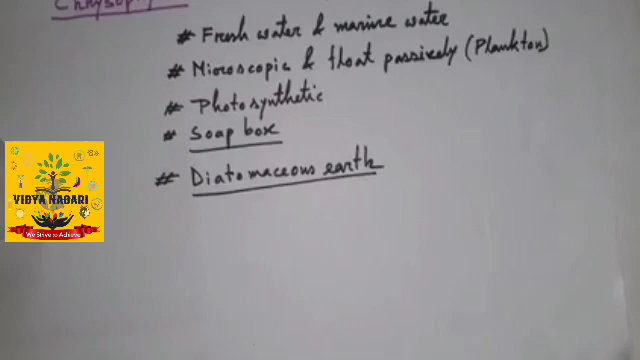 # Fresh water & marine water
# Microscopic & float passively (Plankton)
# Photosynthetic
# Soap box
# Diatomaceous earth
VIDYA NAGARI
We Strive to Achieve